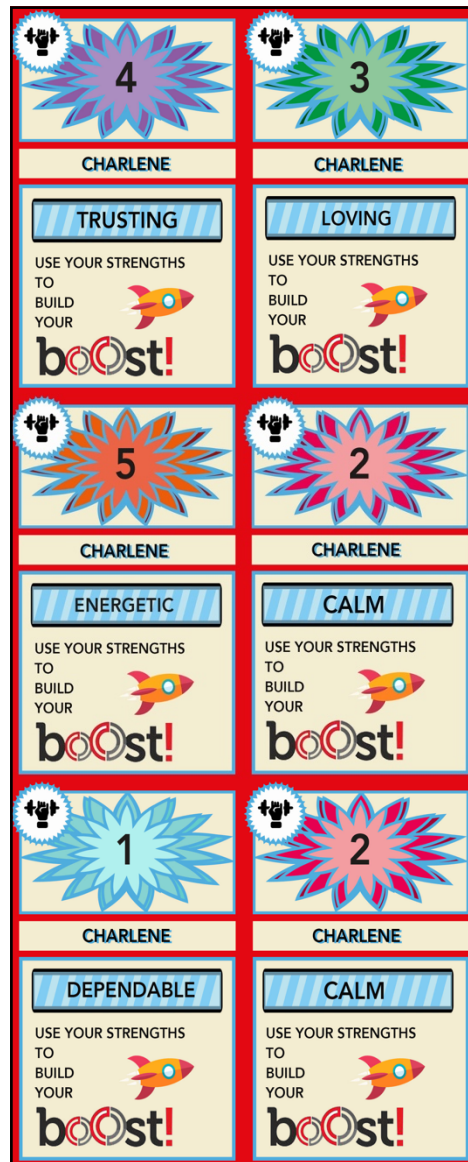 4
CHARLENE
TRUSTING
USE YOUR STRENGTHS
TO
BUILD
YOUR
boOst!
3
CHARLENE
LOVING
USE YOUR STRENGTHS
TO
BUILD
YOUR
boOst!
5
CHARLENE
ENERGETIC
USE YOUR STRENGTHS
TO
BUILD
YOUR
boOst!
2
CHARLENE
CALM
USE YOUR STRENGTHS
TO
BUILD
YOUR
boOst!
1
CHARLENE
DEPENDABLE
USE YOUR STRENGTHS
TO
BUILD
YOUR
boOst!
2
CHARLENE
CALM
USE YOUR STRENGTHS
TO
BUILD
YOUR
boOst!